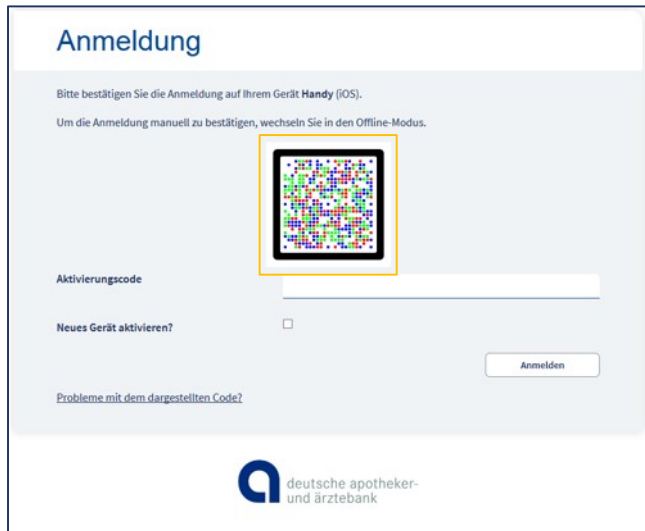 Anmeldung
Bitte bestätigen Sie die Anmeldung auf Ihrem Gerät Handy (iOS).
Um die Anmeldung manuell zu bestätigen, wechseln Sie in den Offline-Modus.
Aktivierungscode
Neues Gerät aktivieren?
Anmelden
Probleme mit dem dargestellten Code?
deutsche apotheker-
und ärztebank